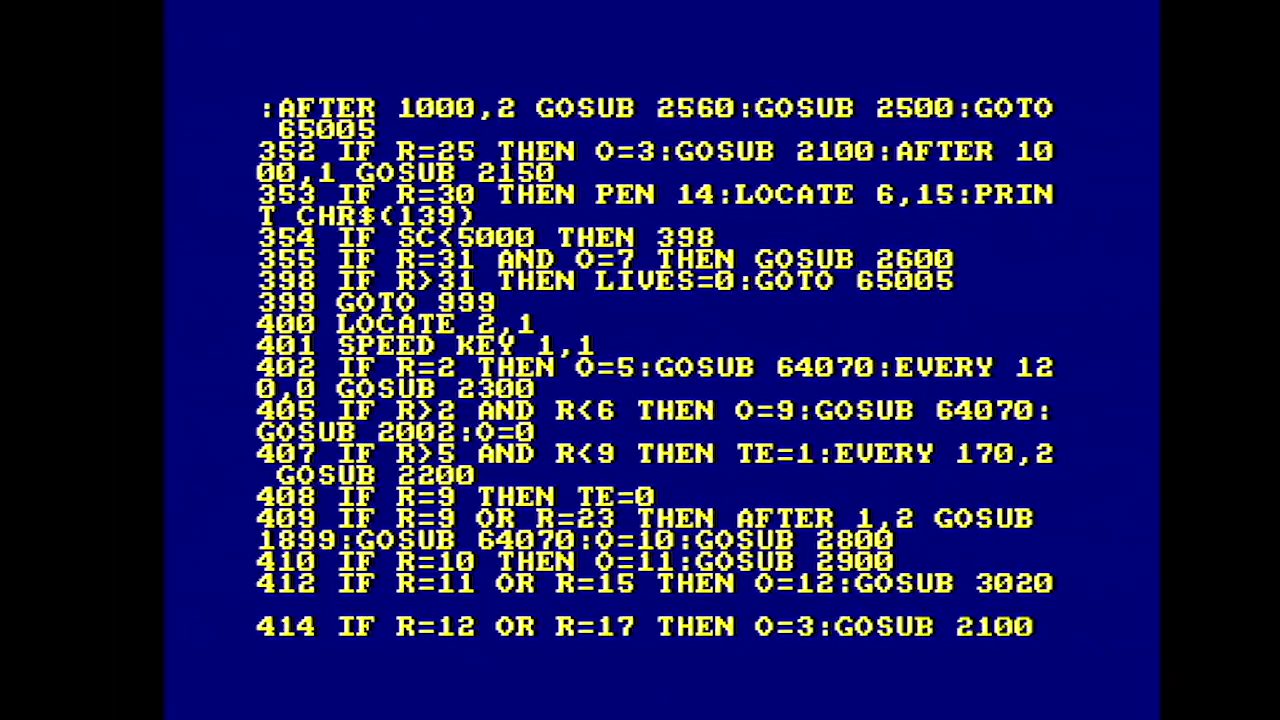 :AFTER 1000,2 GOSUB 2560:GOSUB 2500:GOTO
 65005
352 IF R=25 THEN O=3:GOSUB 2100:AFTER 10
00,1 GOSUB 2150
353 IF R=30 THEN PEN 14:LOCATE 6,15:PRIN
T CHR$(139)
354 IF SC<5000 THEN 398
355 IF R=31 AND O=7 THEN GOSUB 2600
398 IF R>31 THEN LIVES=0:GOTO 65005
399 GOTO 999
400 LOCATE 2,1
401 SPEED KEY 1,1
402 IF R=2 THEN O=5:GOSUB 64070:EVERY 12
0,0 GOSUB 2300
405 IF R>2 AND R<6 THEN O=9:GOSUB 64070:
GOSUB 2002:O=0
407 IF R>5 AND R<9 THEN TE=1:EVERY 170,2
 GOSUB 2200
408 IF R=9 THEN TE=0
409 IF R=9 OR R=23 THEN AFTER 1,2 GOSUB
1899:GOSUB 64070:O=10:GOSUB 2800
410 IF R=10 THEN O=11:GOSUB 2900
412 IF R=11 OR R=15 THEN O=12:GOSUB 3020
414 IF R=12 OR R=17 THEN O=3:GOSUB 2100